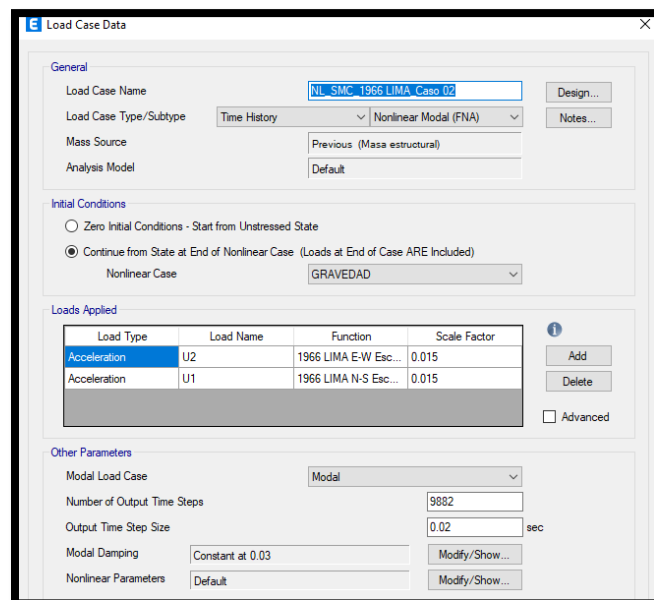 E Load Case Data
General
Load Case Name NL_SMC_1966 LIMA_Caso 02 Design...
Load Case Type/Subtype Time History Nonlinear Modal (FNA) Notes...
Mass Source Previous (Masa estructural)
Analysis Model Default
Initial Conditions
Zero Initial Conditions - Start from Unstressed State
Continue from State at End of Nonlinear Case (Loads at End of Case ARE Included)
Nonlinear Case GRAVEDAD
Loads Applied
Load Type Load Name Function Scale Factor
Acceleration U2 1966 LIMA E-W Esc... 0.015 Add
Acceleration U1 1966 LIMA N-S Esc... 0.015 Delete
Advanced
Other Parameters
Modal Load Case Modal
Number of Output Time Steps 9882
Output Time Step Size 0.02 sec
Modal Damping Constant at 0.03 Modify/Show...
Nonlinear Parameters Default Modify/Show...